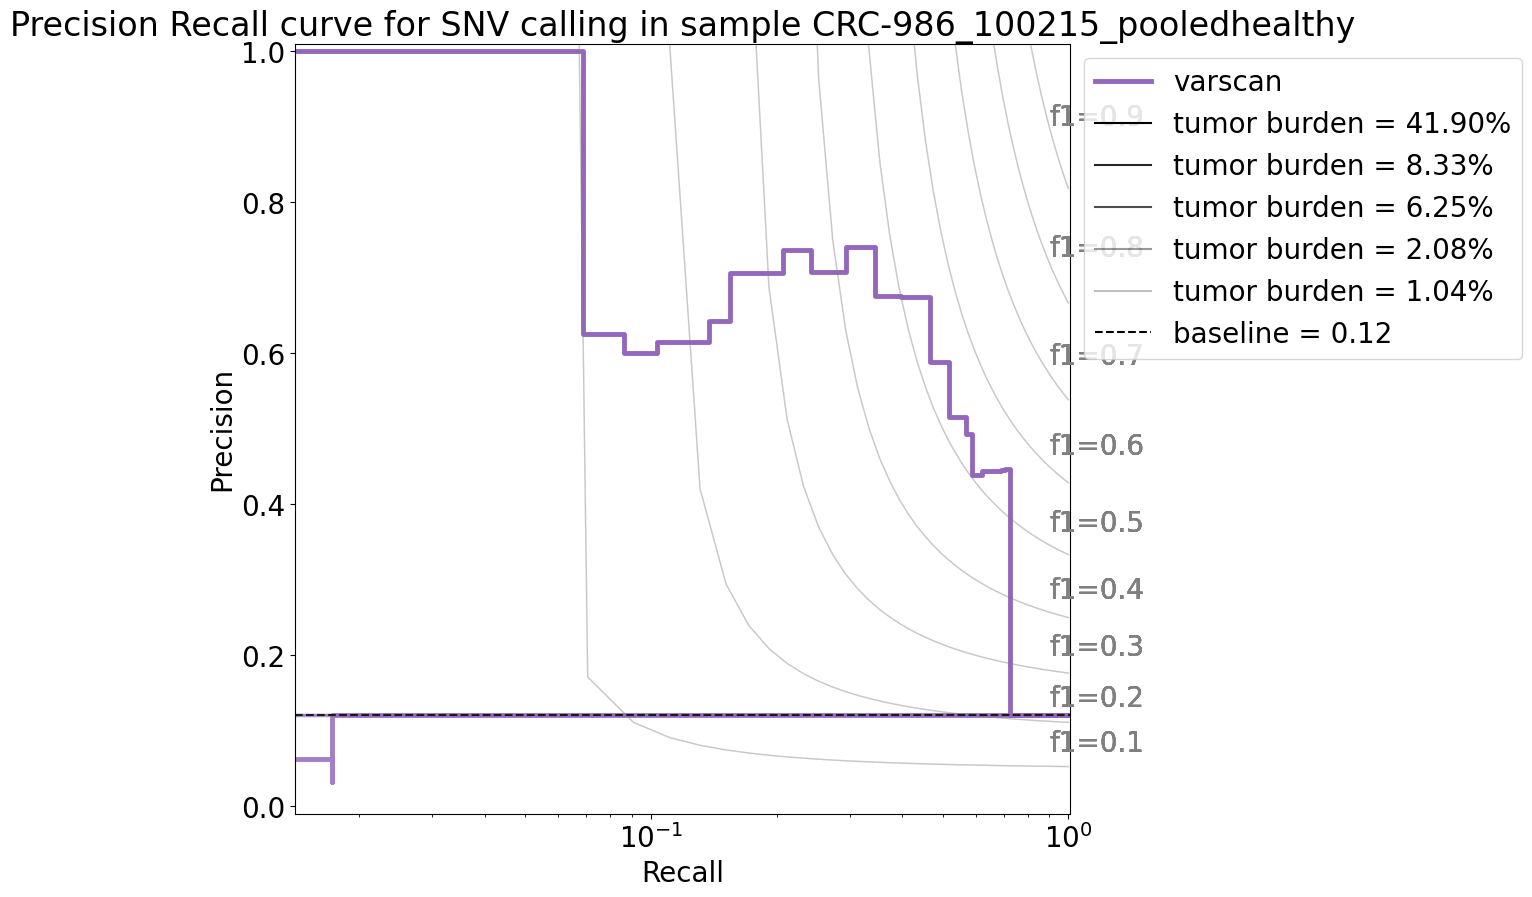 Precision Recall curve for SNV calling in sample CRC-986_100215_pooledhealthy
varscan
tumor burden = 41.90%
tumor burden = 8.33%
tumor burden = 6.25%
tumor burden = 2.08%
tumor burden = 1.04%
baseline = 0.12
f1=0.9
f1=0.8
f1=0.7
f1=0.6
f1=0.5
f1=0.4
f1=0.3
f1=0.2
f1=0.1
Precision
1.0
0.8
0.6
0.4
0.2
0.0
10⁻¹
10⁰
Recall